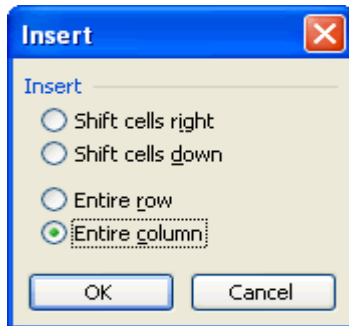 Insert
Insert
Shift cells right
Shift cells down
Entire row
Entire column
OK
Cancel